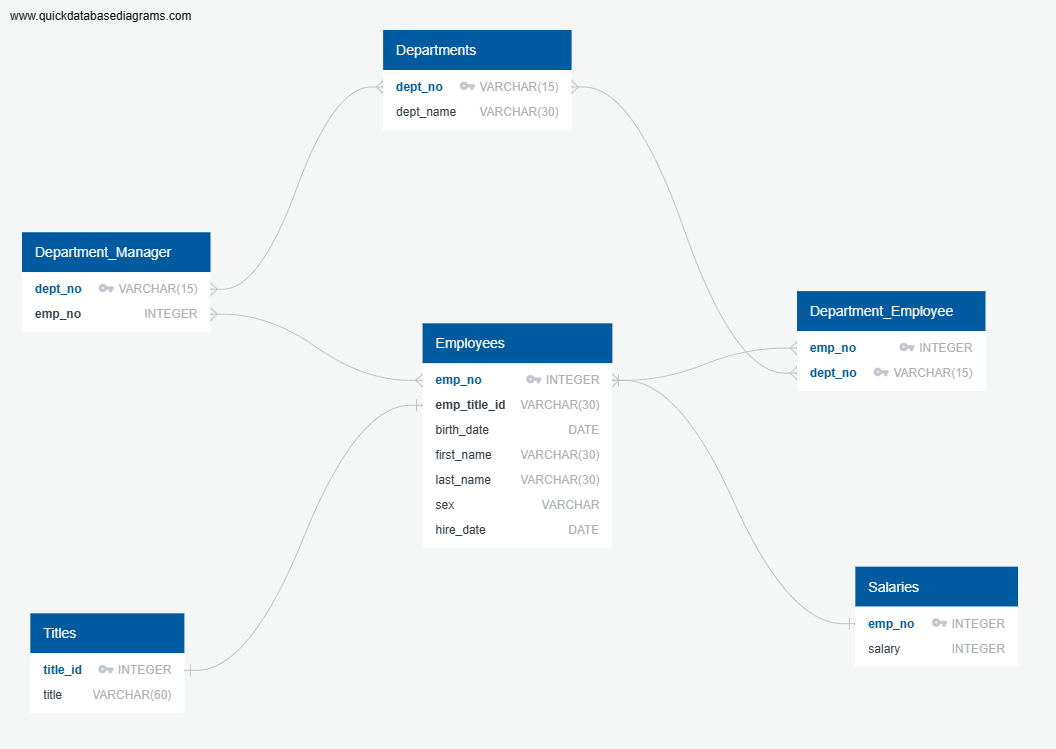 www.quickdatabasediagrams.com
Departments
dept_no VARCHAR(15)
dept_name VARCHAR(30)
Department_Manager
dept_no VARCHAR(15)
emp_no INTEGER
Department_Employee
emp_no INTEGER
dept_no VARCHAR(15)
Employees
emp_no INTEGER
emp_title_id VARCHAR(30)
birth_date DATE
first_name VARCHAR(30)
last_name VARCHAR(30)
sex VARCHAR
hire_date DATE
Salaries
emp_no INTEGER
salary INTEGER
Titles
title_id INTEGER
title VARCHAR(60)